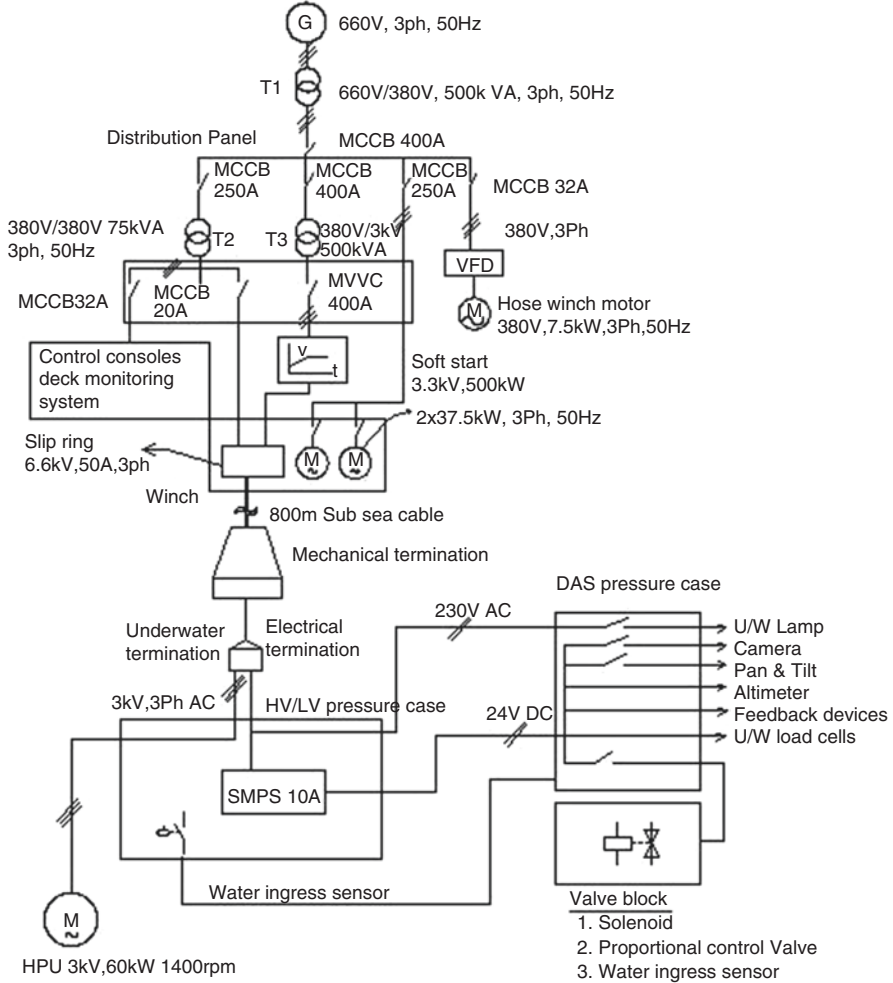 G
660V, 3ph, 50Hz
T1
660V/380V, 500k VA, 3ph, 50Hz
Distribution Panel
MCCB 400A
MCCB
250A
MCCB
400A
MCCB
250A
MCCB 32A
380V/380V 75kVA
3ph, 50Hz
T2
T3
380V/3kV
500kVA
380V,3Ph
VFD
MCCB32A
MCCB
20A
MVVC
400A
M
Hose winch motor
380V,7.5kW,3Ph,50Hz
Control consoles
deck monitoring
system
v
t
Soft start
3.3kV,500kW
2x37.5kW, 3Ph, 50Hz
Slip ring
6.6kV,50A,3ph
M
M
Winch
800m Sub sea cable
Mechanical termination
DAS pressure case
230V AC
Underwater
termination
Electrical
termination
U/W Lamp
Camera
Pan & Tilt
Altimeter
Feedback devices
U/W load cells
3kV,3Ph AC
HV/LV pressure case
24V DC
SMPS 10A
Water ingress sensor
M
HPU 3kV,60kW 1400rpm
Valve block
1. Solenoid
2. Proportional control Valve
3. Water ingress sensor